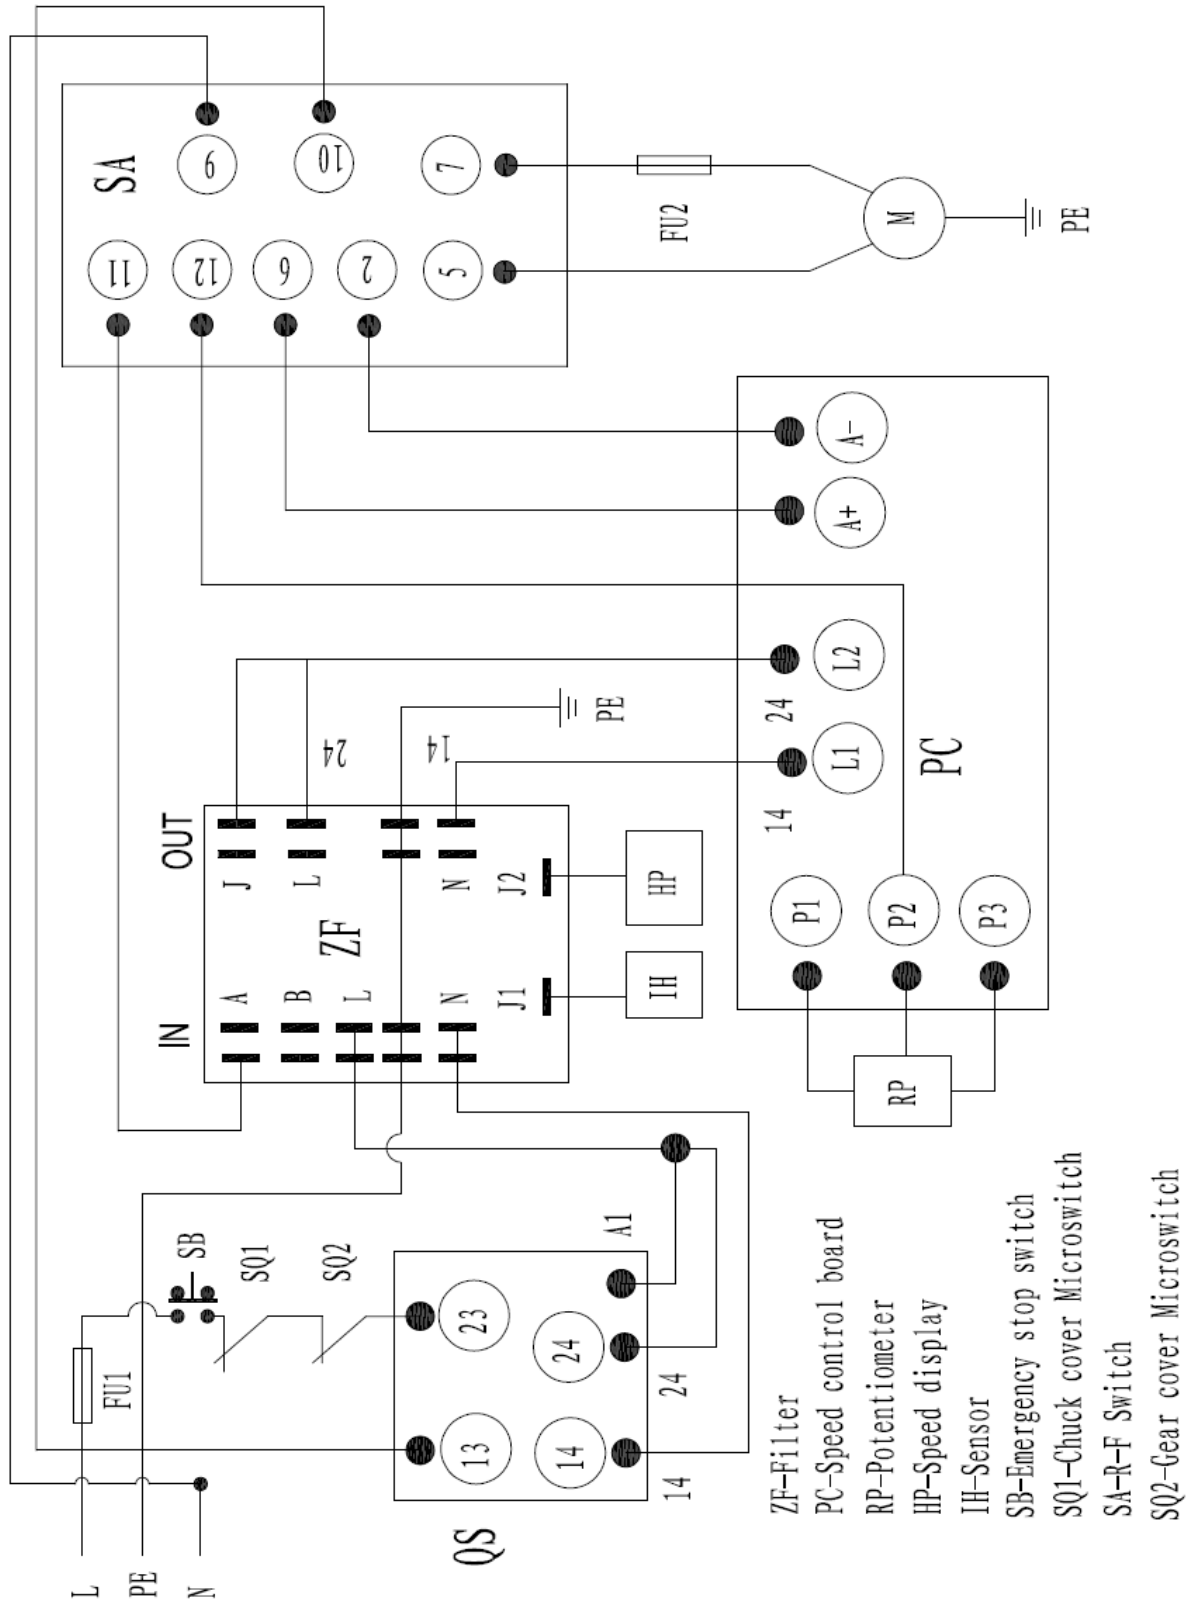 L
PE
N
FU1
SB
SQ1
SQ2
QS
13
23
14
24
A1
14
24
IN
OUT
ZF
A
B
L
N
J
L
N
J1
J2
IH
HP
24
14
PE
SA
11
9
12
10
6
2
5
7
FU2
M
PE
14
24
L1
L2
A+
A-
PC
P1
P2
P3
RP
ZF-Filter
PC-Speed control board
RP-Potentiometer
HP-Speed display
IH-Sensor
SB-Emergency stop switch
SQ1-Chuck cover Microswitch
SA-R-F Switch
SQ2-Gear cover Microswitch